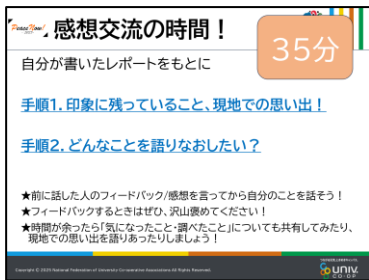 Peace Now!
感想交流の時間！
35分
自分が書いたレポートをもとに
手順1．印象に残っていること、現地での思い出！
手順2．どんなことを語りなおしたい？
★前に話した人のフィードバック/感想を言ってから自分のことを話そう！
★フィードバックするときはぜひ、沢山褒めてください！
★時間が余ったら「気になったこと・調べたこと」についても共有してみたり、
現地での思い出を語りあったりしましょう！
Copyright © 2025 National Federation of University Co-operative Associations All Rights Reserved.
univ.
CO-OP